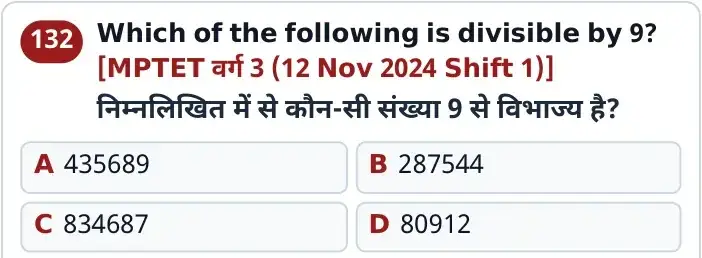 132 Which of the following is divisible by 9?
[MPTET वर्ग 3 (12 Nov 2024 Shift 1)]
निम्नलिखित में से कौन-सी संख्या 9 से विभाज्य है?
A 435689
B 287544
C 834687
D 80912